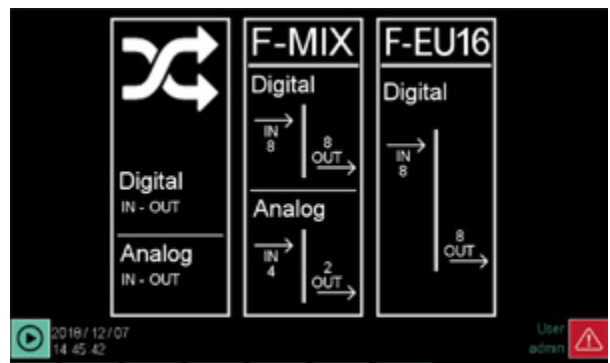 Digital
IN - OUT
Analog
IN - OUT
F-MIX
Digital
IN
8
8
OUT
Analog
IN
4
2
OUT
F-EU16
Digital
IN
8
8
OUT
2018/12/07
14:45:42
User
admin